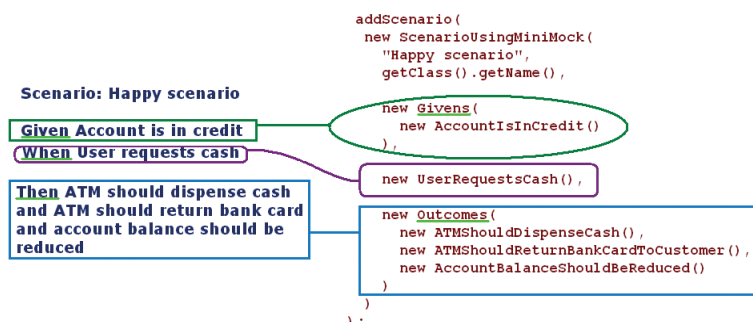 Scenario: Happy scenario
Given Account is in credit
When User requests cash
Then ATM should dispense cash
and ATM should return bank card
and account balance should be
reduced
addScenario(
new ScenarioUsingMiniMock(
"Happy scenario",
getClass().getName(),
new Givens(
new AccountIsInCredit()
),
new UserRequestsCash(),
new Outcomes(
new ATMShouldDispenseCash(),
new ATMShouldReturnBankCardToCustomer(),
new AccountBalanceShouldBeReduced()
)
)
);